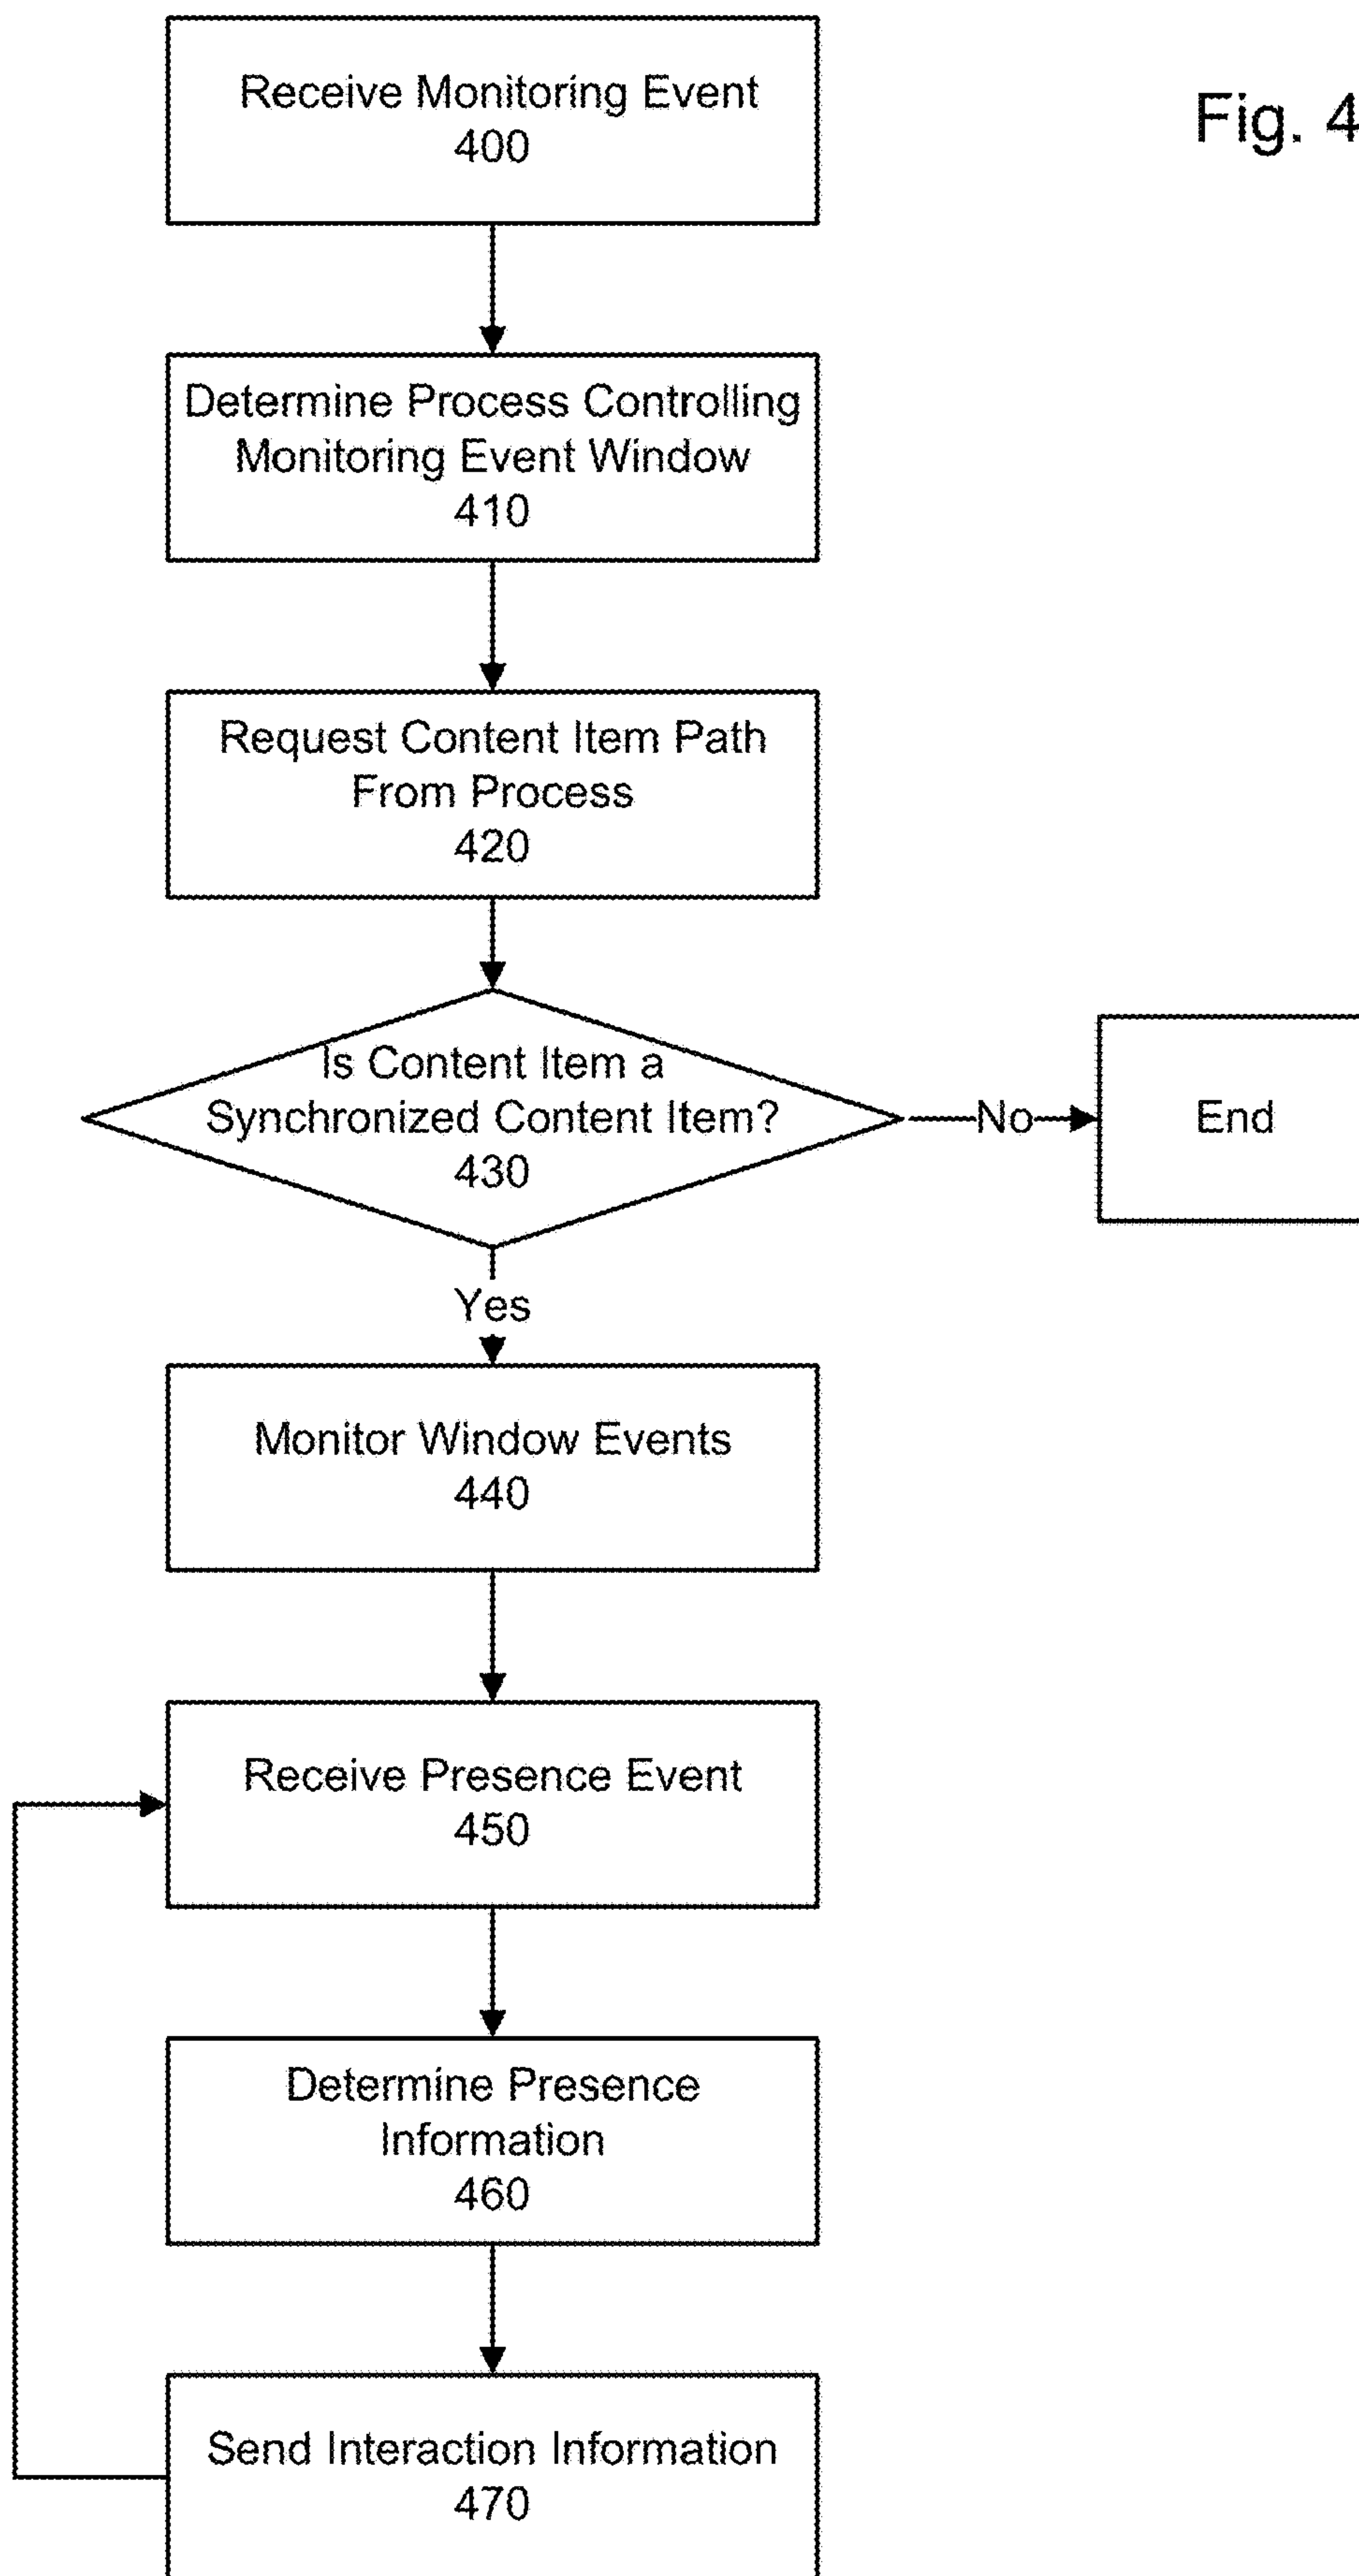 Receive Monitoring Event
400
Fig. 4
Determine Process Controlling
Monitoring Event Window
410
Request Content Item Path
From Process
420
Is Content Item a
Synchronized Content Item?
430
No
End
Yes
Monitor Window Events
440
Receive Presence Event
450
Determine Presence
Information
460
Send Interaction Information
470